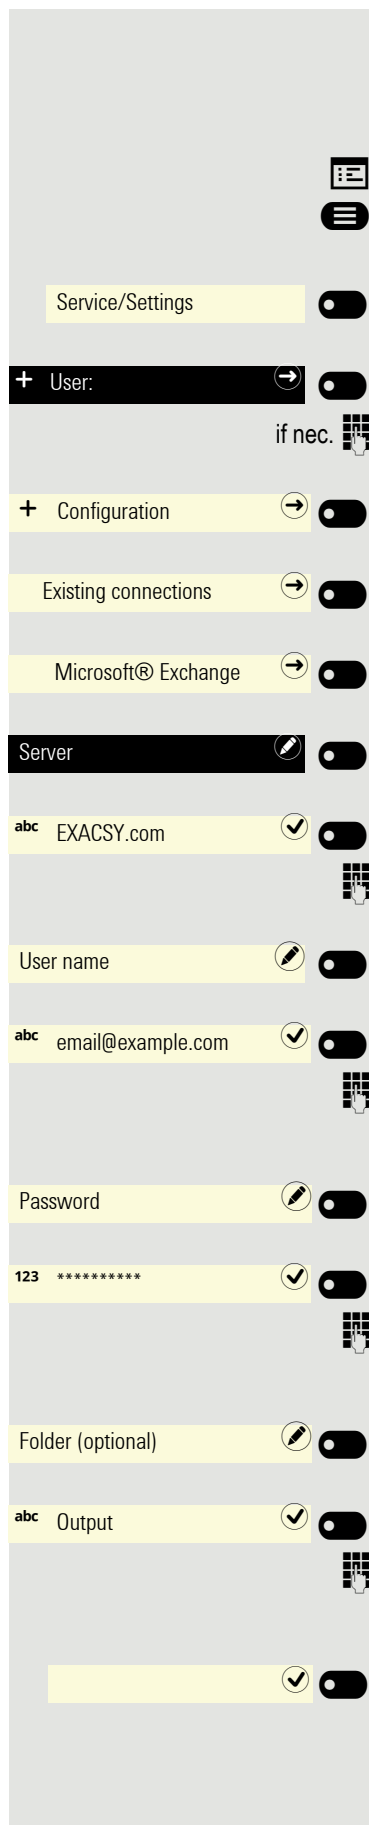 Service/Settings
+ User:
if nec.
+ Configuration
Existing connections
Microsoft® Exchange
Server
abc EXACSY.com
User name
abc email@example.com
Password
123 **********
Folder (optional)
abc Output